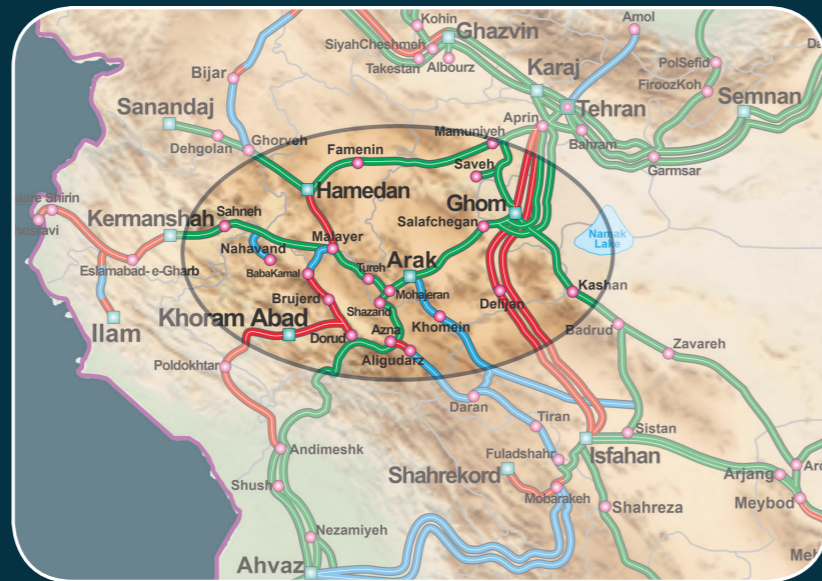 Kohin
Amol
SiyahCheshmeh
Ghazvin
Takestan
Albourz
PolSefid
Bijar
Karaj
FiroozKoh
Sanandaj
Tehran
Semnan
Aprin
Dehgolan
Ghorveh
Mamuniyeh
Famenin
Bahram
Saveh
Garmsar
Hamedan
Ghom
Kermanshah
Sahneh
Salafchegan
Malayer
Namak
Lake
Nahavand
Arak
Eslamabad-e-Gharb
BabaKamal
Tureh
Mohajeran
Kashan
Brujerd
Shazand
Delijan
Ilam
Khoram Abad
Azna
Khomein
Badrud
Dorud
Aligudarz
Zavareh
Poldokhtar
Daran
Tiran
Sistan
Andimeshk
Fuladshahr
Isfahan
Shahrekord
Arjang
Shush
Mobarakeh
Meybod
Shahreza
Nezamiyeh
Ahvaz